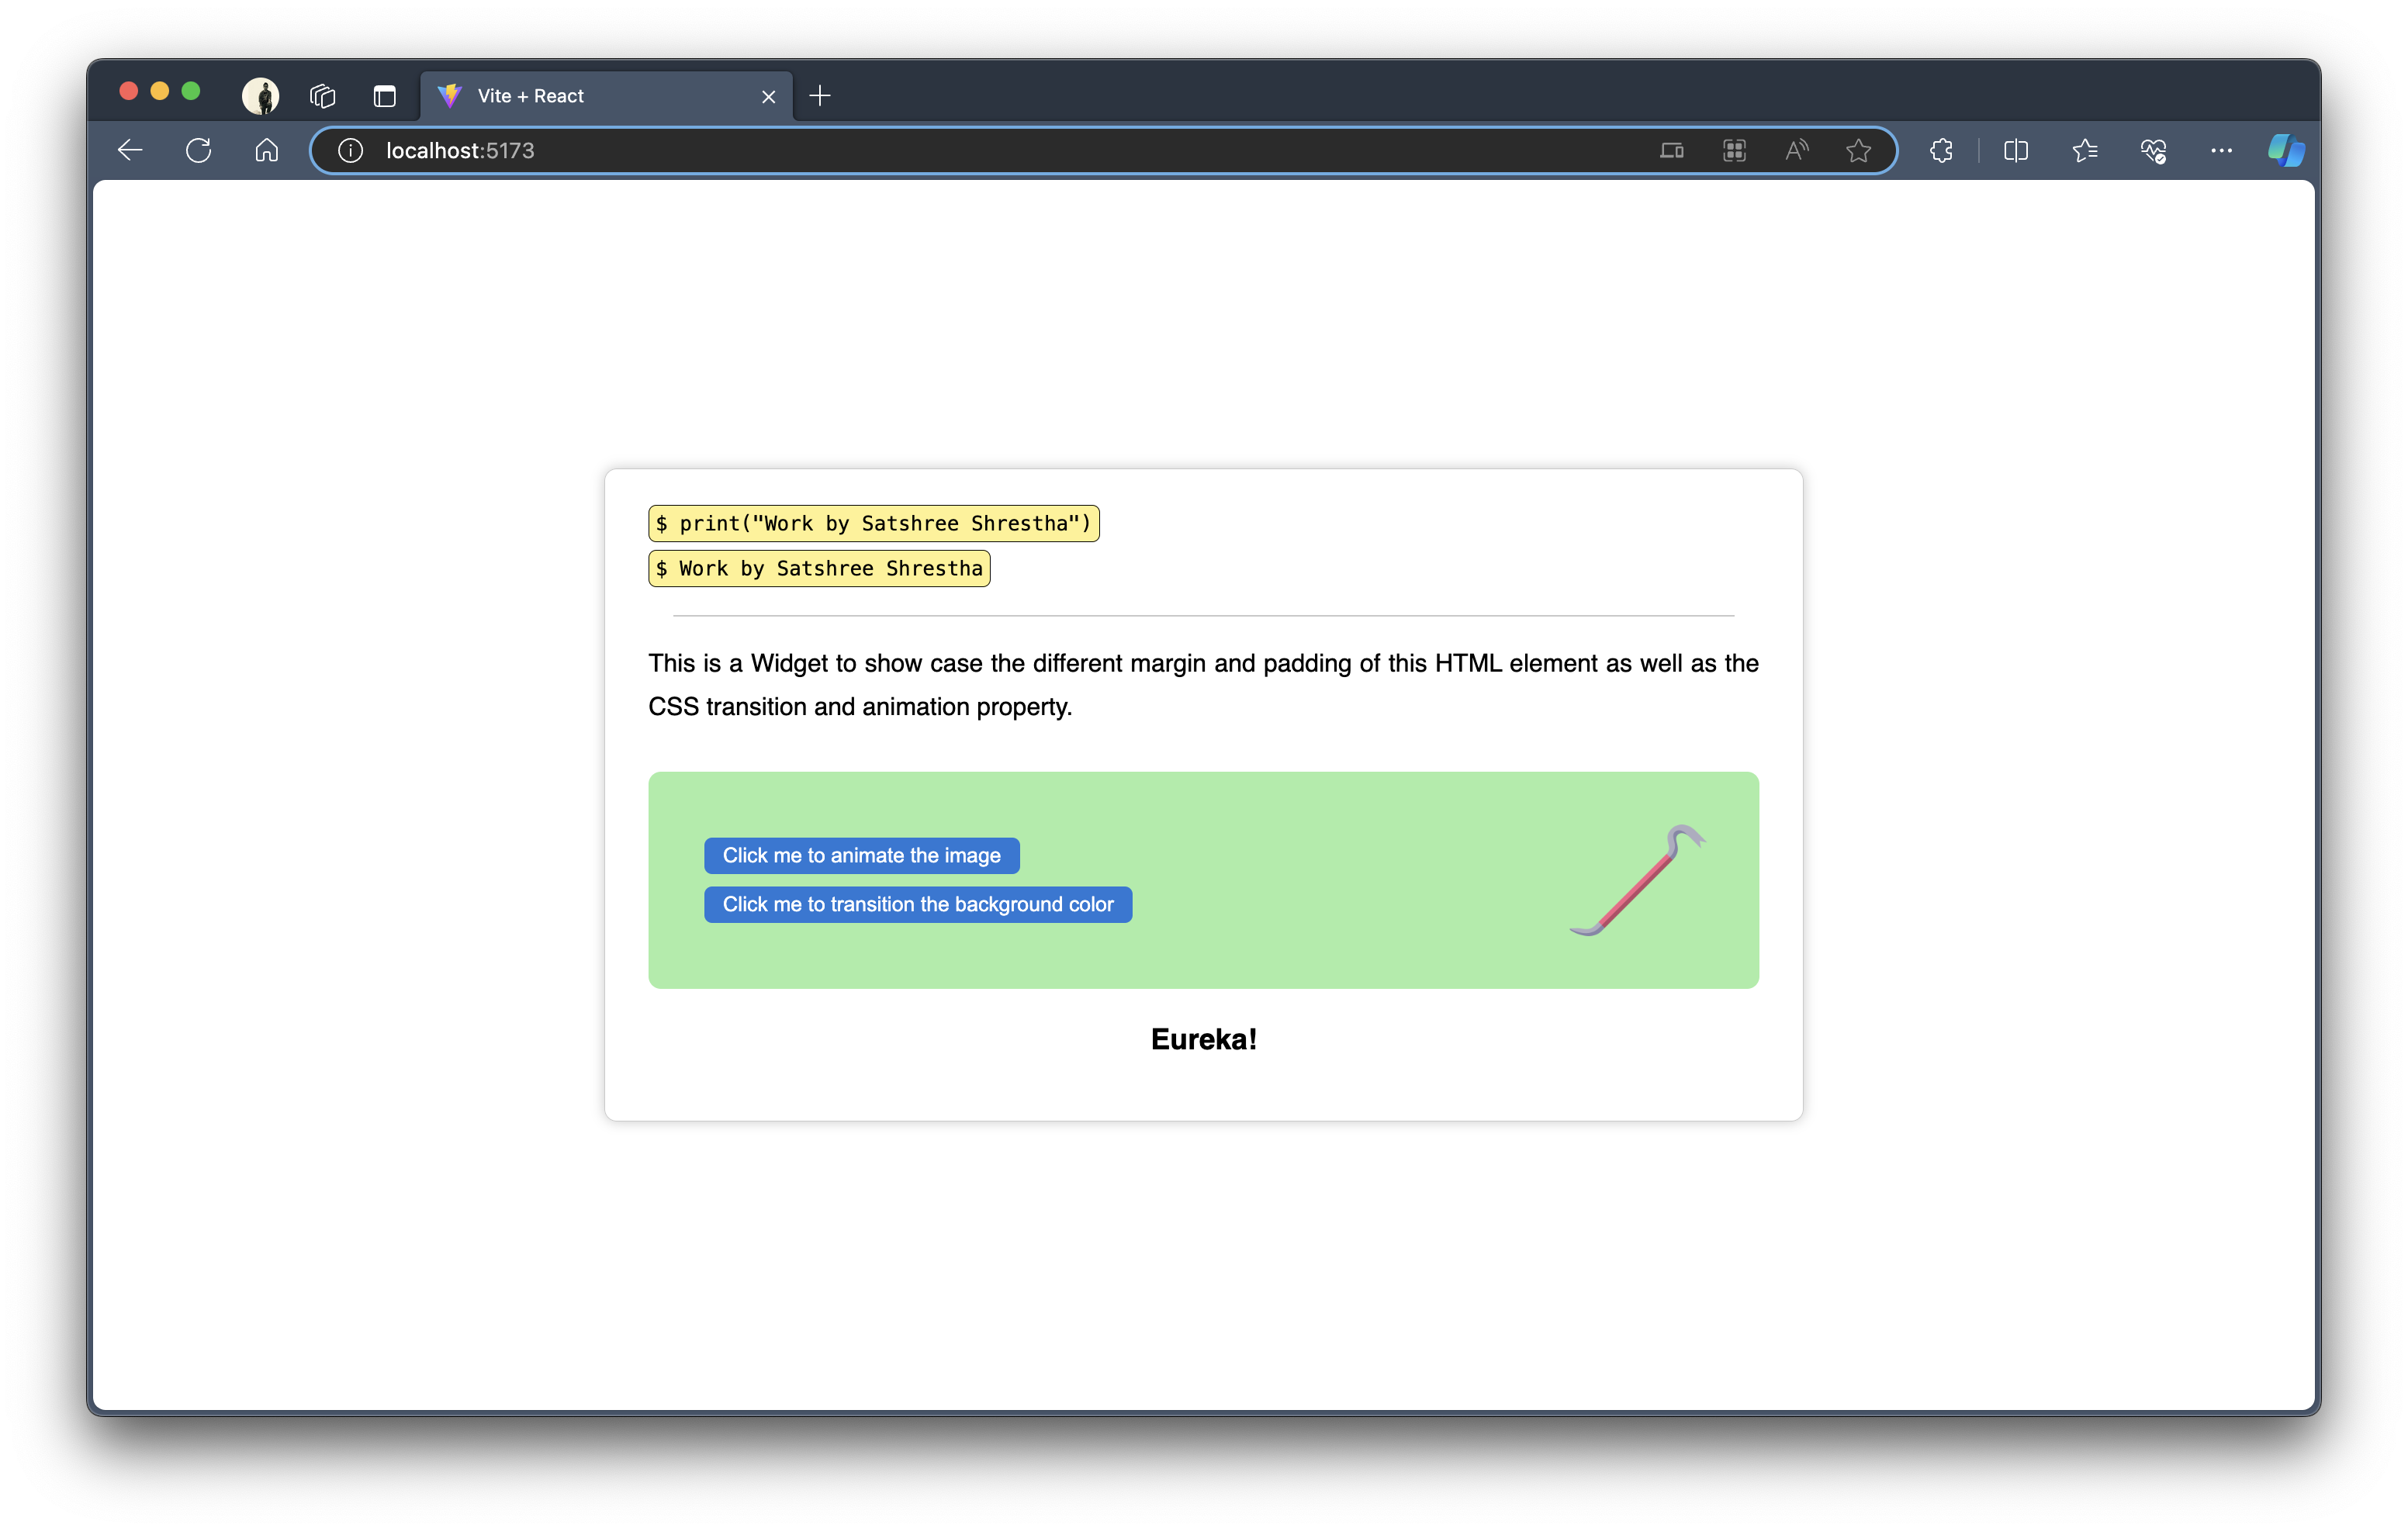 Vite + React
localhost:5173
$ print("Work by Satshree Shrestha")
$ Work by Satshree Shrestha
This is a Widget to show case the different margin and padding of this HTML element as well as the
CSS transition and animation property.
Click me to animate the image
Click me to transition the background color
Eureka!